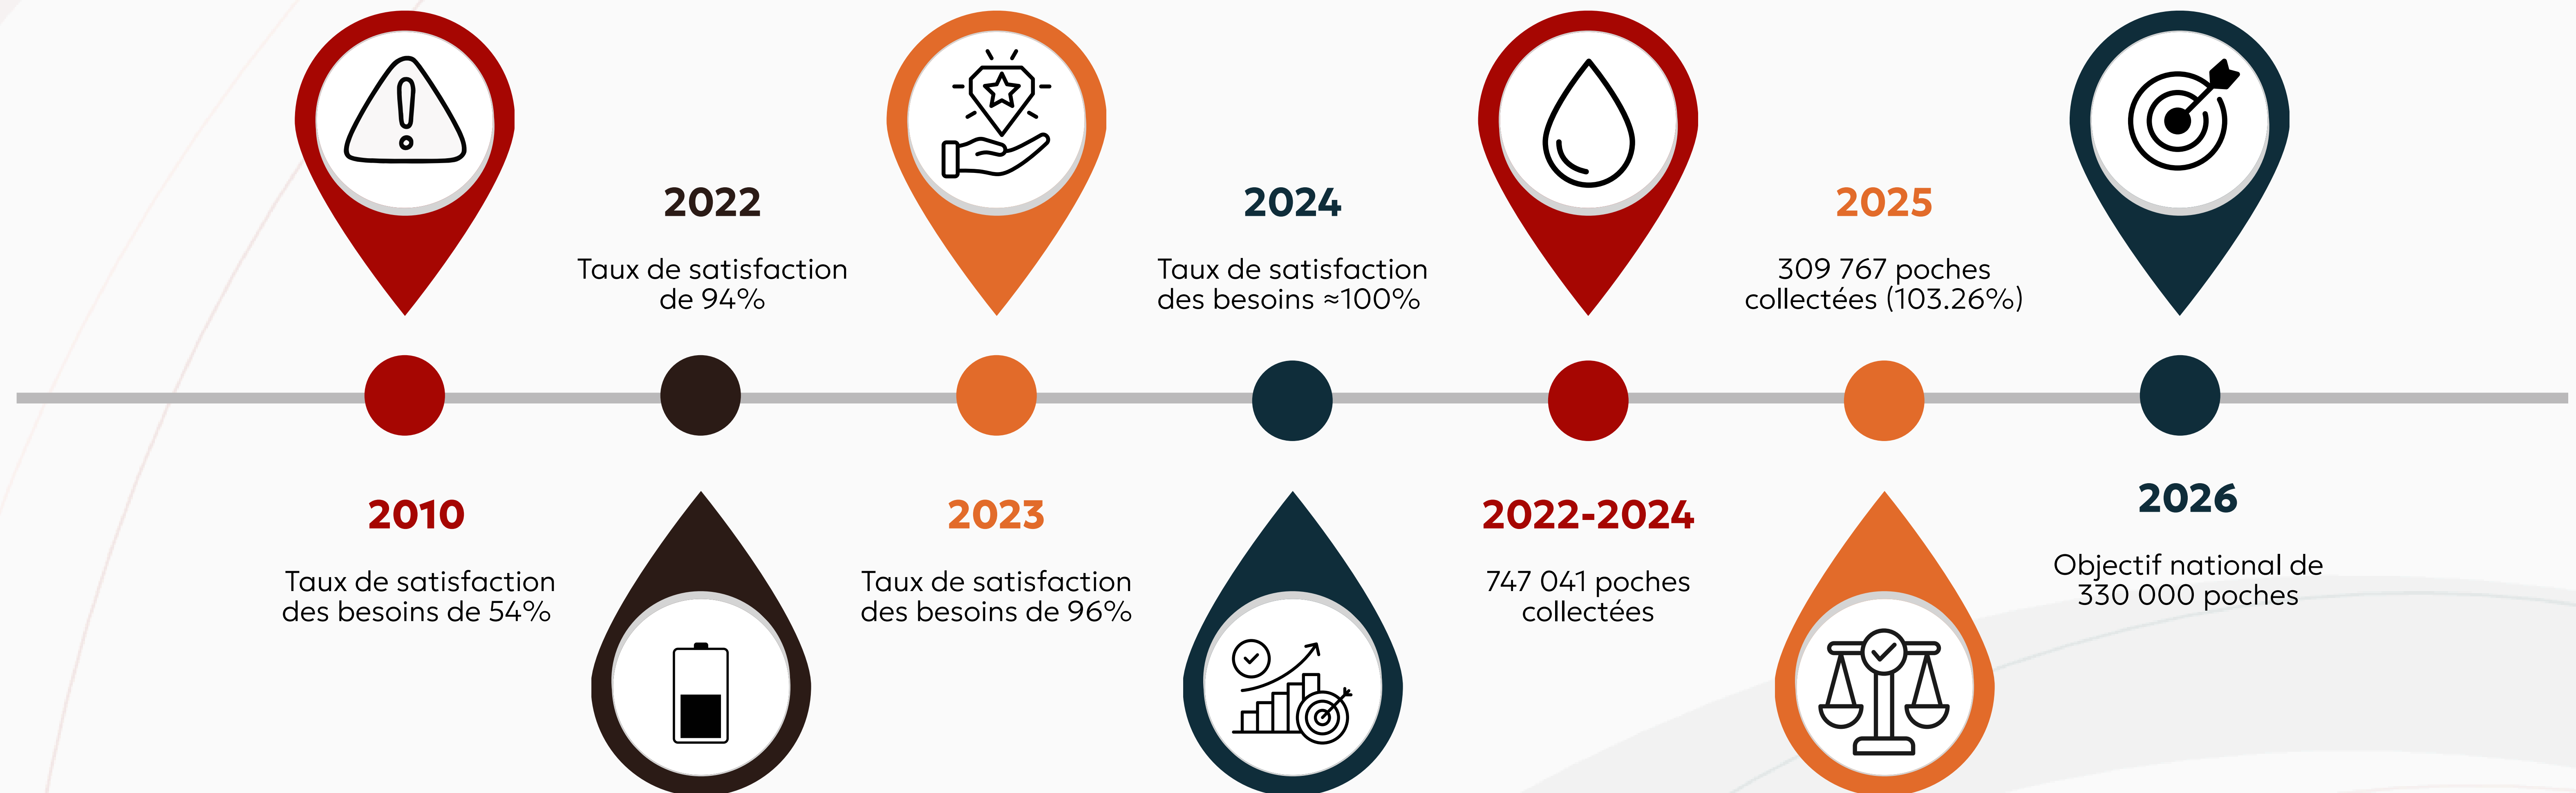 2010
Taux de satisfaction
des besoins de 54%
2022
Taux de satisfaction
de 94%
2023
Taux de satisfaction
des besoins de 96%
2024
Taux de satisfaction
des besoins ≈100%
2022-2024
747 041 poches
collectées
2025
309 767 poches
collectées (103.26%)
2026
Objectif national de
330 000 poches